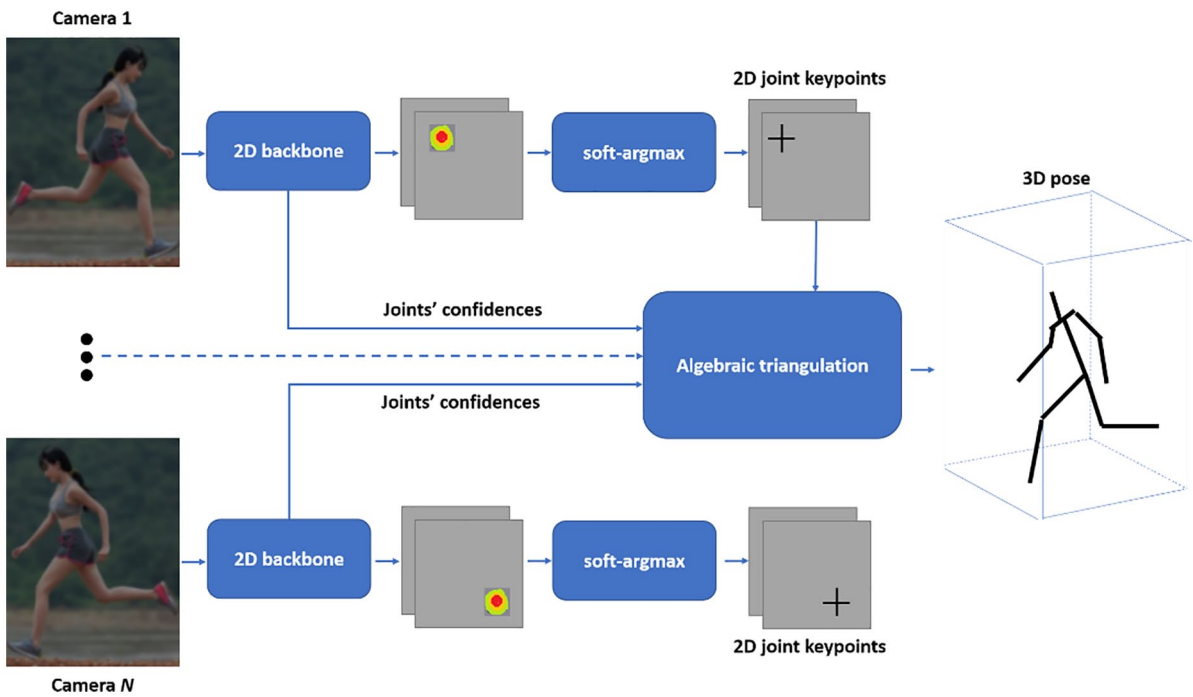 Camera 1
2D joint keypoints
2D backbone
soft-argmax
3D pose
Joints’ confidences
Algebraic triangulation
Joints’ confidences
2D backbone
soft-argmax
2D joint keypoints
Camera N